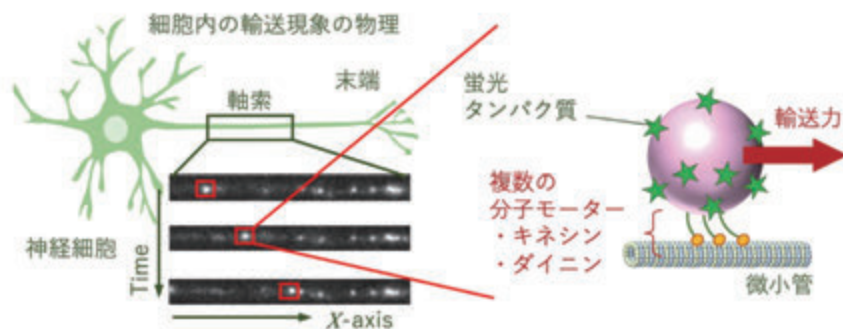 細胞内の輸送現象の物理
末端
軸索
神経細胞
Time
X-axis
蛍光
タンパク質
輸送力
複数の
分子モーター
・キネシン
・ダイニン
微小管